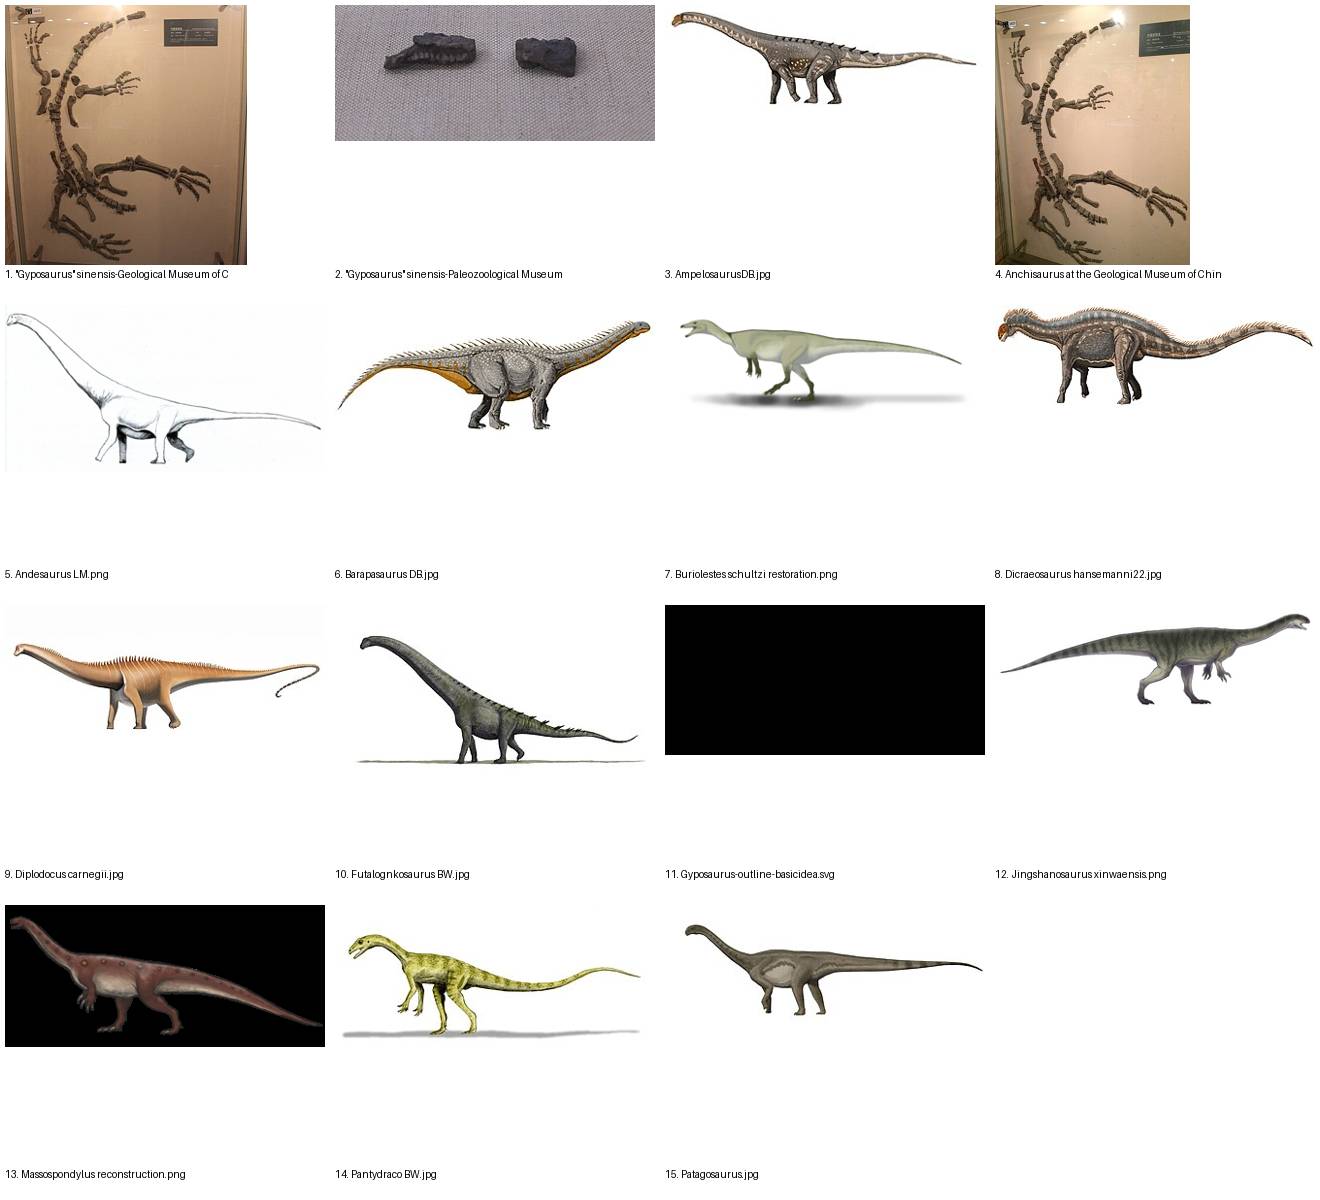 1. "Gyposaurus" sinensis-Geological Museum of C
2. "Gyposaurus" sinensis-Paleozoological Museum
3. AmpelosaurusDB.jpg
4. Anchisaurus at the Geological Museum of Chin
5. Andesaurus LM.png
6. Barapasaurus DB.jpg
7. Buriolestes schultzi restoration.png
8. Dicraeosaurus hansemanni22.jpg
9. Diplodocus carnegii.jpg
10. Futalognkosaurus BW.jpg
11. Gyposaurus-outline-basicidea.svg
12. Jingshanosaurus xinwaensis.png
13. Massospondylus reconstruction.png
14. Pantydraco BW.jpg
15. Patagosaurus.jpg